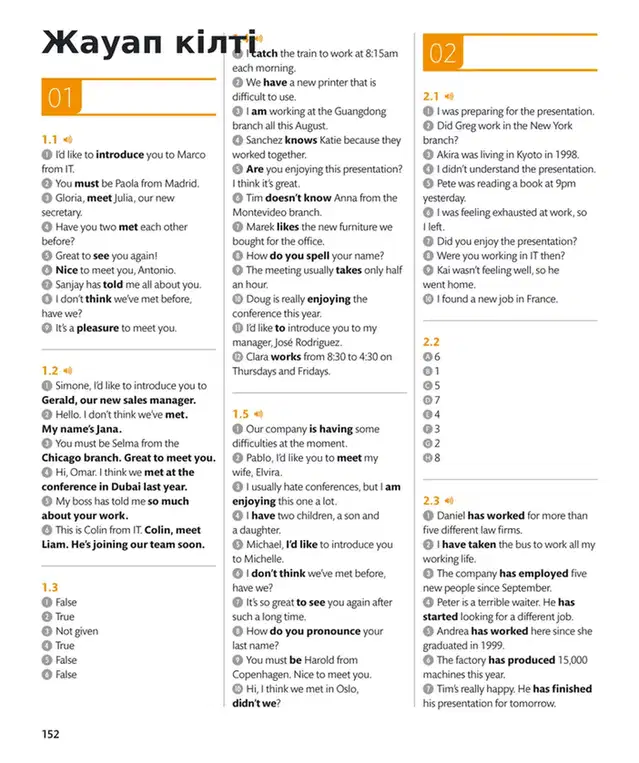 Жауап кілті
01
1.1
1 I'd like to introduce you to Marco
from IT.
2 You must be Paola from Madrid.
3 Gloria, meet Julia, our new
secretary.
4 Have you two met each other
before?
5 Great to see you again!
6 Nice to meet you, Antonio.
7 Sanjay has told me all about you.
8 I don't think we've met before,
have we?
9 It's a pleasure to meet you.
1.2
1 Simone, I'd like to introduce you to
Gerald, our new sales manager.
2 Hello. I don't think we've met.
My name's Jana.
3 You must be Selma from the
Chicago branch. Great to meet you.
4 Hi, Omar. I think we met at the
conference in Dubai last year.
5 My boss has told me so much
about your work.
6 This is Colin from IT. Colin, meet
Liam. He's joining our team soon.
1.3
1 False
2 True
3 Not given
4 True
5 False
6 False
1 I catch the train to work at 8:15am
each morning.
2 We have a new printer that is
difficult to use.
3 I am working at the Guangdong
branch all this August.
4 Sanchez knows Katie because they
worked together.
5 Are you enjoying this presentation?
I think it's great.
6 Tim doesn't know Anna from the
Montevideo branch.
7 Marek likes the new furniture we
bought for the office.
8 How do you spell your name?
9 The meeting usually takes only half
an hour.
10 Doug is really enjoying the
conference this year.
11 I'd like to introduce you to my
manager, José Rodriguez.
12 Clara works from 8:30 to 4:30 on
Thursdays and Fridays.
1.5
1 Our company is having some
difficulties at the moment.
2 Pablo, I'd like you to meet my
wife, Elvira.
3 I usually hate conferences, but I am
enjoying this one a lot.
4 I have two children, a son and
a daughter.
5 Michael, I'd like to introduce you
to Michelle.
6 I don't think we've met before,
have we?
7 It's so great to see you again after
such a long time.
8 How do you pronounce your
last name?
9 You must be Harold from
Copenhagen. Nice to meet you.
10 Hi, I think we met in Oslo,
didn't we?
02
2.1
1 I was preparing for the presentation.
2 Did Greg work in the New York
branch?
3 Akira was living in Kyoto in 1998.
4 I didn't understand the presentation.
5 Pete was reading a book at 9pm
yesterday.
6 I was feeling exhausted at work, so
I left.
7 Did you enjoy the presentation?
8 Were you working in IT then?
9 Kai wasn't feeling well, so he
went home.
10 I found a new job in France.
2.2
A 6
B 1
C 5
D 7
E 4
F 3
G 2
H 8
2.3
1 Daniel has worked for more than
five different law firms.
2 I have taken the bus to work all my
working life.
3 The company has employed five
new people since September.
4 Peter is a terrible waiter. He has
started looking for a different job.
5 Andrea has worked here since she
graduated in 1999.
6 The factory has produced 15,000
machines this year.
7 Tim's really happy. He has finished
his presentation for tomorrow.
152